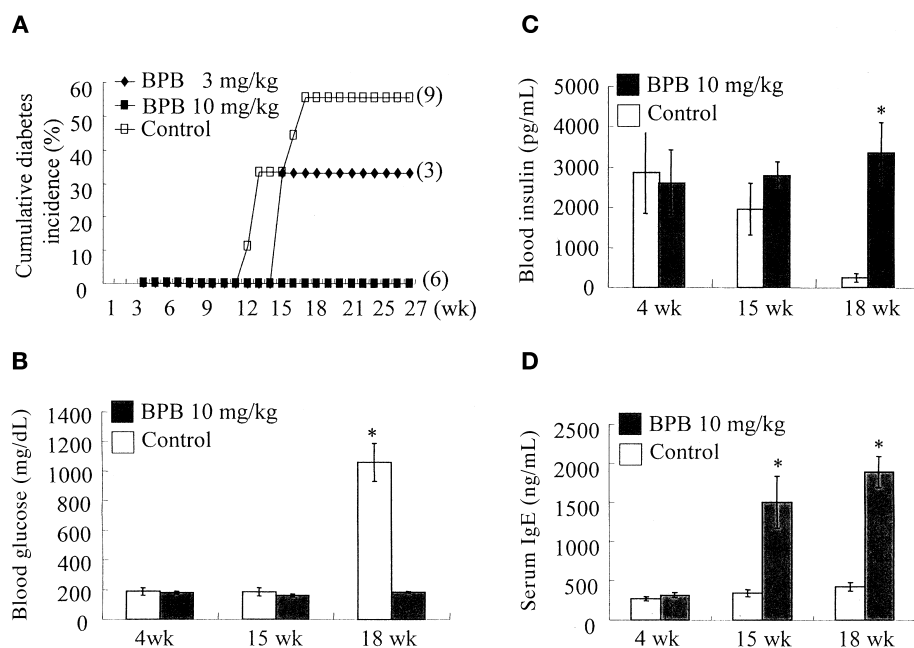 A
BPB 3 mg/kg
BPB 10 mg/kg
Control
Cumulative diabetes
incidence (%)
60
50
40
30
20
10
0
(9)
(3)
(6)
1 3 6 9 12 15 18 21 23 25 27 (wk)
B
BPB 10 mg/kg
Control
Blood glucose (mg/dL)
1400
1200
1000
800
600
400
200
0
*
4wk 15 wk 18 wk
C
BPB 10 mg/kg
Control
Blood insulin (pg/mL)
5000
4000
3000
2000
1000
0
*
4 wk 15 wk 18 wk
D
BPB 10 mg/kg
Control
Serum IgE (ng/mL)
2500
2000
1500
1000
500
0
*
*
4 wk 15 wk 18 wk